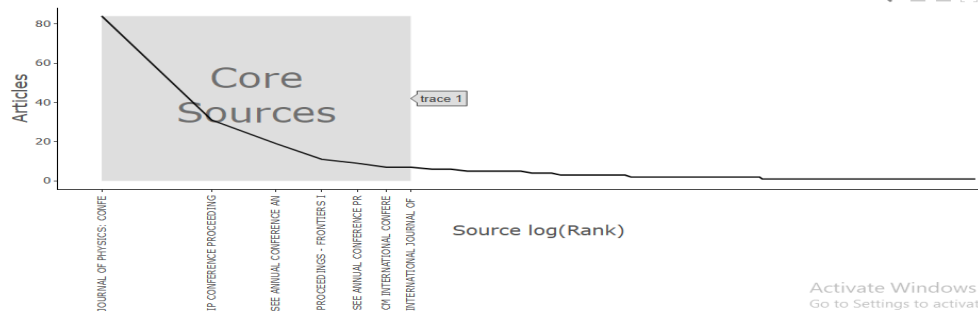 80
60
40
20
0
Articles
Core
Sources
trace 1
JOURNAL OF PHYSICS: CONFE
IP CONFERENCE PROCEEDING
SEE ANNUAL CONFERENCE AN
PROCEEDINGS - FRONTIERS I
SEE ANNUAL CONFERENCE PR
CM INTERNATIONAL CONFERE
INTERNATIONAL JOURNAL OF
Source log(Rank)
Activate Windows
Go to Settings to activat